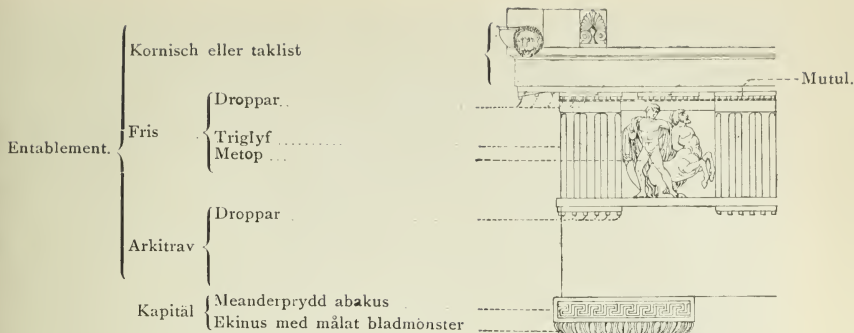 Kornisch eller taklist
Mutul.
Droppar
Fris
Triglyf
Metop
Entablement.
Droppar
Arkitrav
Kapitäl
Meanderprydd abakus
Ekinus med målat bladmönster